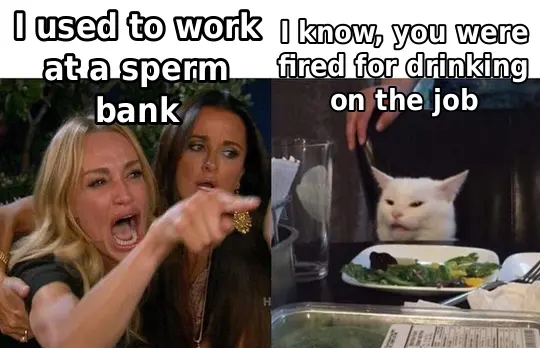 I used to work
at a sperm
bank
I know, you were
fired for drinking
on the job